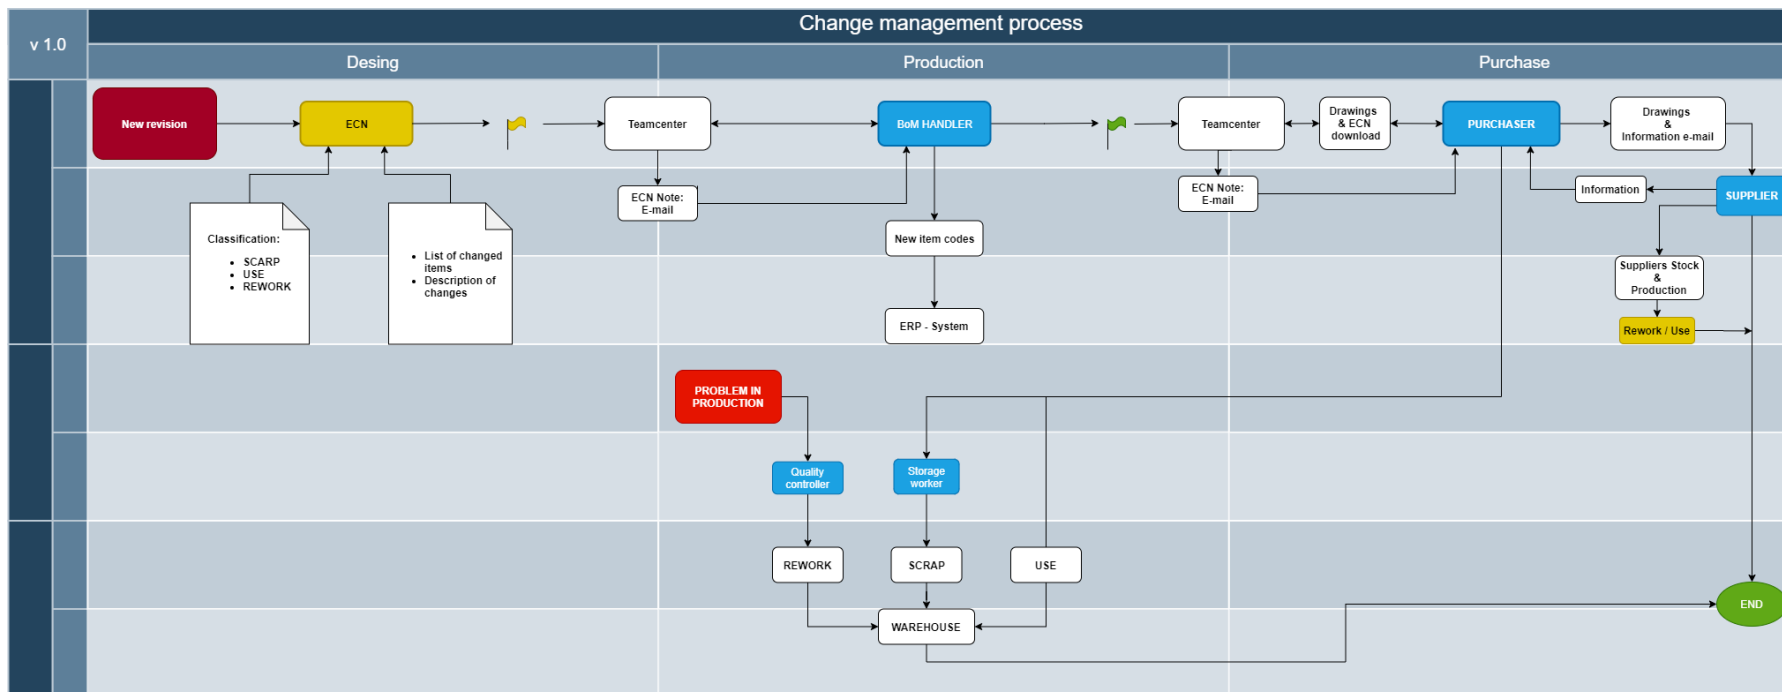 v 1.0
Change management process
Desing
Production
Purchase
New revision
ECN
Teamcenter
BoM HANDLER
Teamcenter
Drawings
& ECN
download
PURCHASER
Drawings
&
Information e-mail
ECN Note:
E-mail
ECN Note:
E-mail
Information
SUPPLIER
Classification:
• SCARP
• USE
• REWORK
• List of changed
items
• Description of
changes
New item codes
Suppliers Stock
&
Production
ERP - System
Rework / Use
PROBLEM IN
PRODUCTION
Quality
controller
Storage
worker
REWORK
SCRAP
USE
WAREHOUSE
END